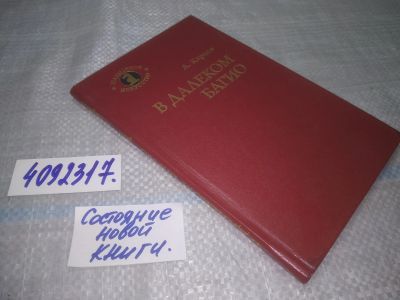 А. Карпов
В ДАЛЕКОМ
БАГИО
4092317.
Состояние
новой
книги.